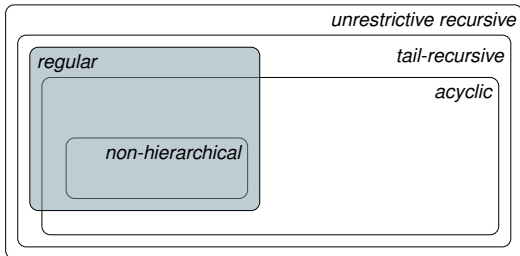 unrestrictive recursive
tail-recursive
regular
acyclic
non-hierarchical